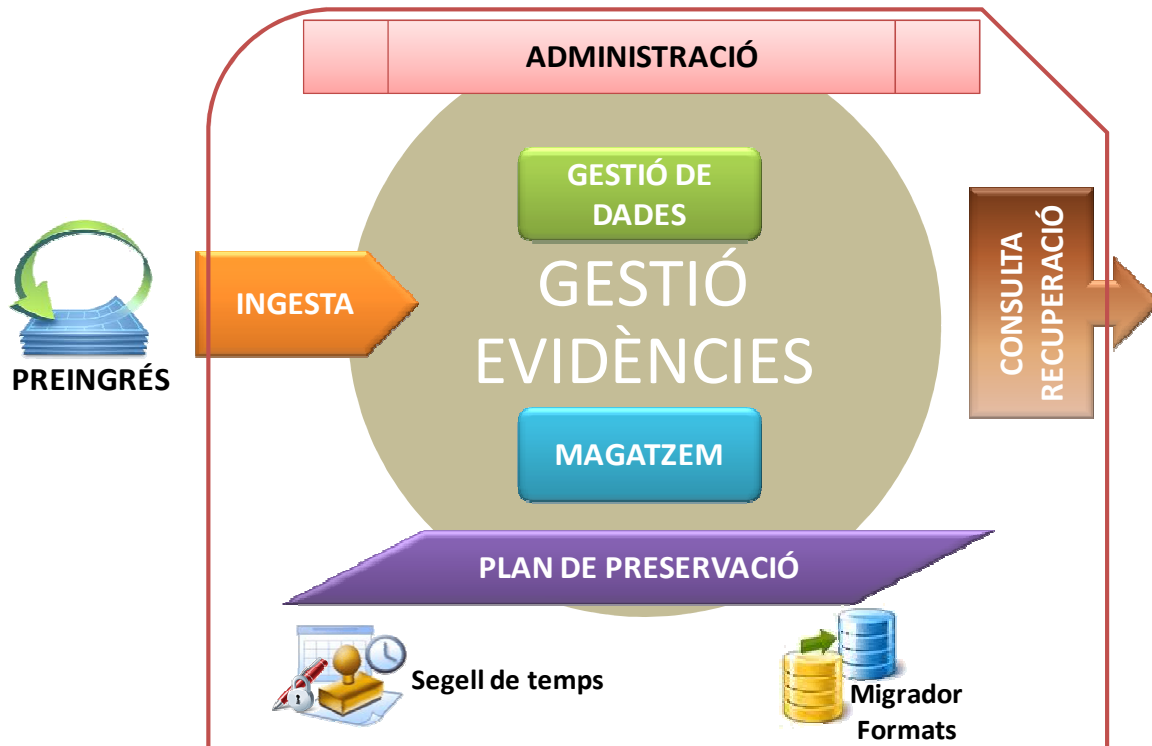 ADMINISTRACIÓ
GESTIÓ DE
DADES
GESTIÓ
EVIDÈNCIES
INGESTA
PREINGRÉS
CONSULTA
RECUPERACIÓ
MAGATZEM
PLAN DE PRESERVACIÓ
Segell de temps
Migrador
Formats